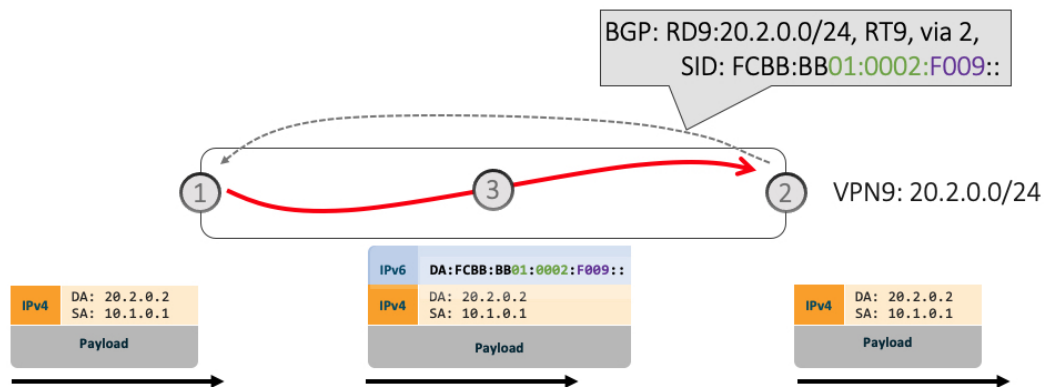 BGP: RD9:20.2.0.0/24, RT9, via 2,
SID: FCBB:BB01:0002:F009::
1
3
2
VPN9: 20.2.0.0/24
IPv4
DA: 20.2.0.2
SA: 10.1.0.1
Payload
IPv6
DA:FCBB:BB01:0002:F009::
IPv4
DA: 20.2.0.2
SA: 10.1.0.1
Payload
IPv4
DA: 20.2.0.2
SA: 10.1.0.1
Payload